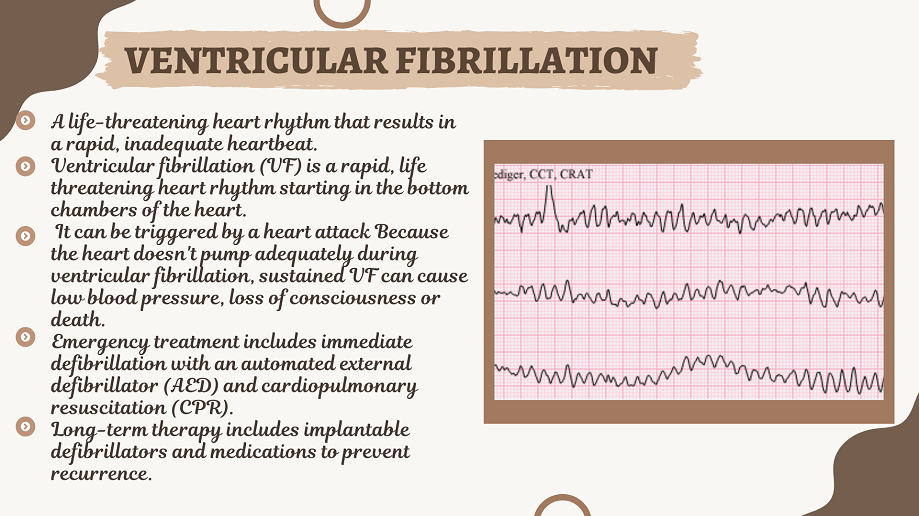 VENTRICULAR FIBRILLATION
A life-threatening heart rhythm that results in
a rapid, inadequate heartbeat.
Ventricular fibrillation (VF) is a rapid, life
threatening heart rhythm starting in the bottom
chambers of the heart.
It can be triggered by a heart attack Because
the heart doesn't pump adequately during
ventricular fibrillation, sustained VF can cause
low blood pressure, loss of consciousness or
death.
Emergency treatment includes immediate
defibrillation with an automated external
defibrillator (AED) and cardiopulmonary
resuscitation (CPR).
Long-term therapy includes implantable
defibrillators and medications to prevent
recurrence.
ediger, CCT, CRAT